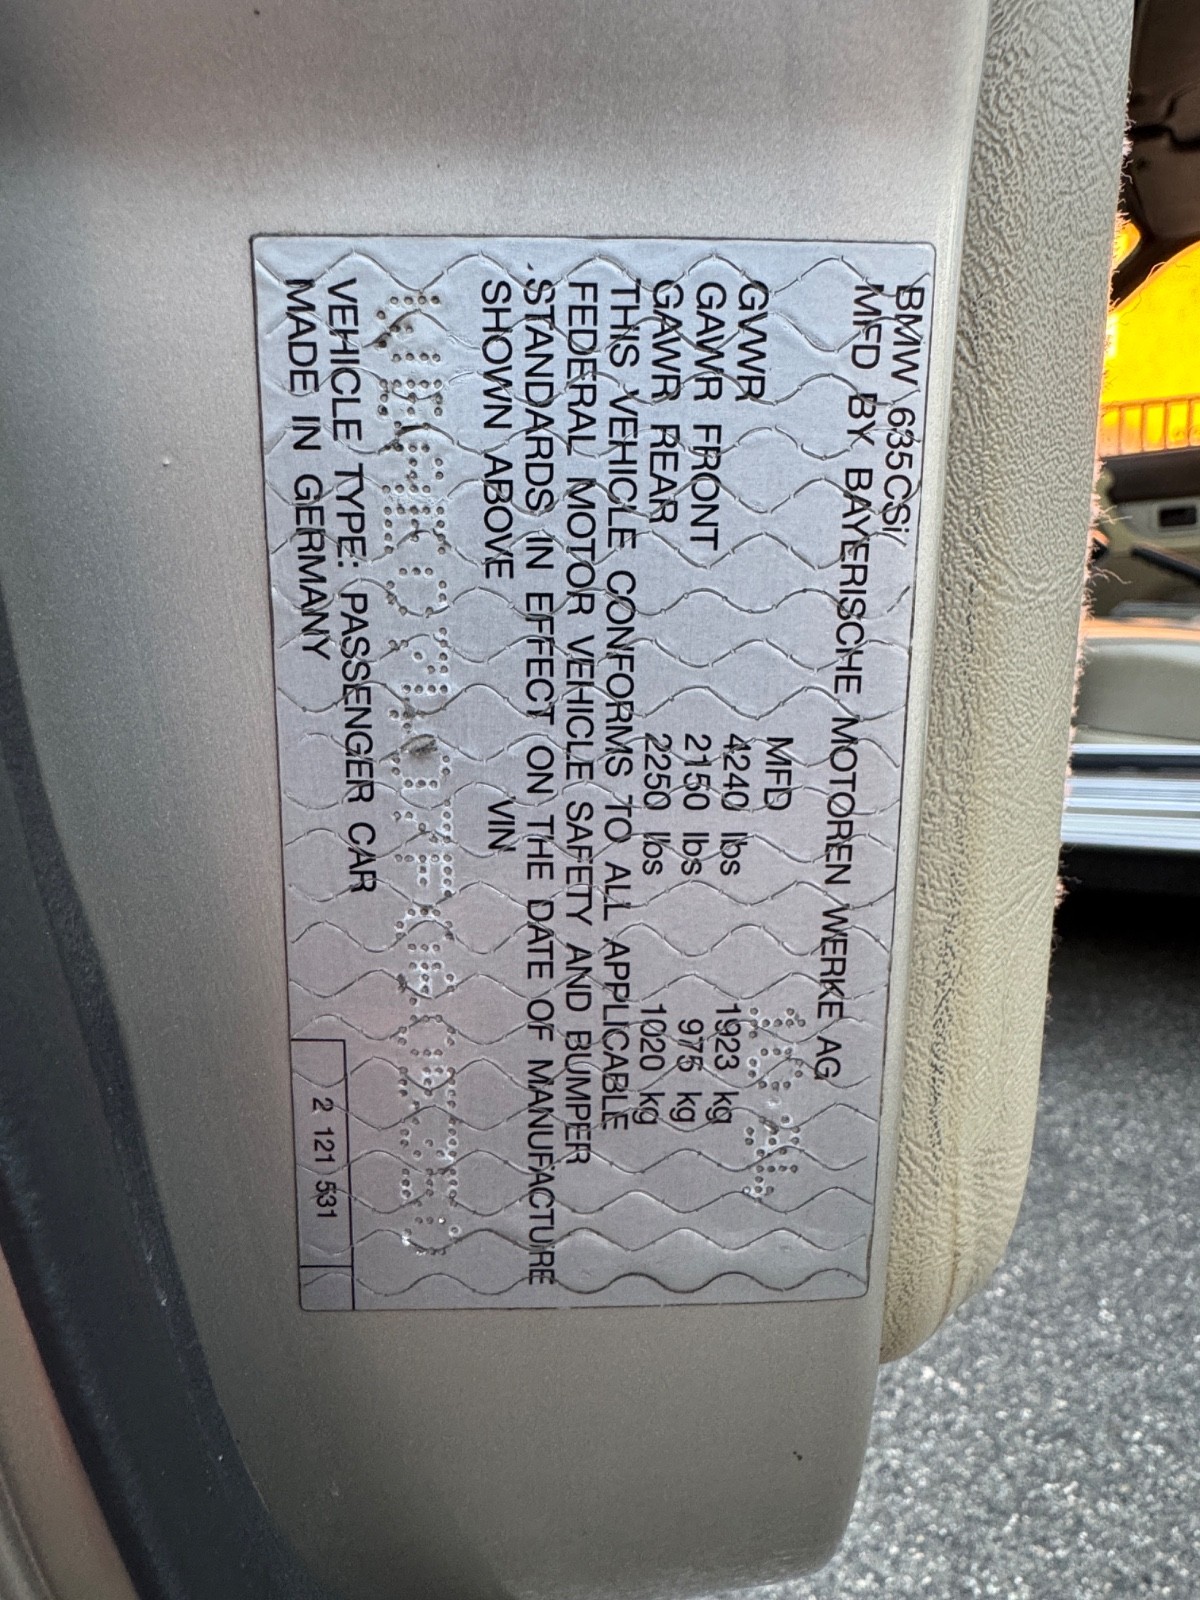 BMW 635CSi/
MFD BY BAYERISCHE MOTOREN WERKE AG
MFD
GVWR 4240 lbs 1923 kg
GAWR FRONT 2150 lbs 975 kg
GAWR REAR 2250 lbs 1020 kg
THIS VEHICLE CONFORMS TO ALL APPLICABLE
FEDERAL MOTOR VEHICLE SAFETY AND BUMPER
STANDARDS IN EFFECT ON THE DATE OF MANUFACTURE
SHOWN ABOVE VIN
VEHICLE TYPE: PASSENGER CAR
MADE IN GERMANY 2 121 531